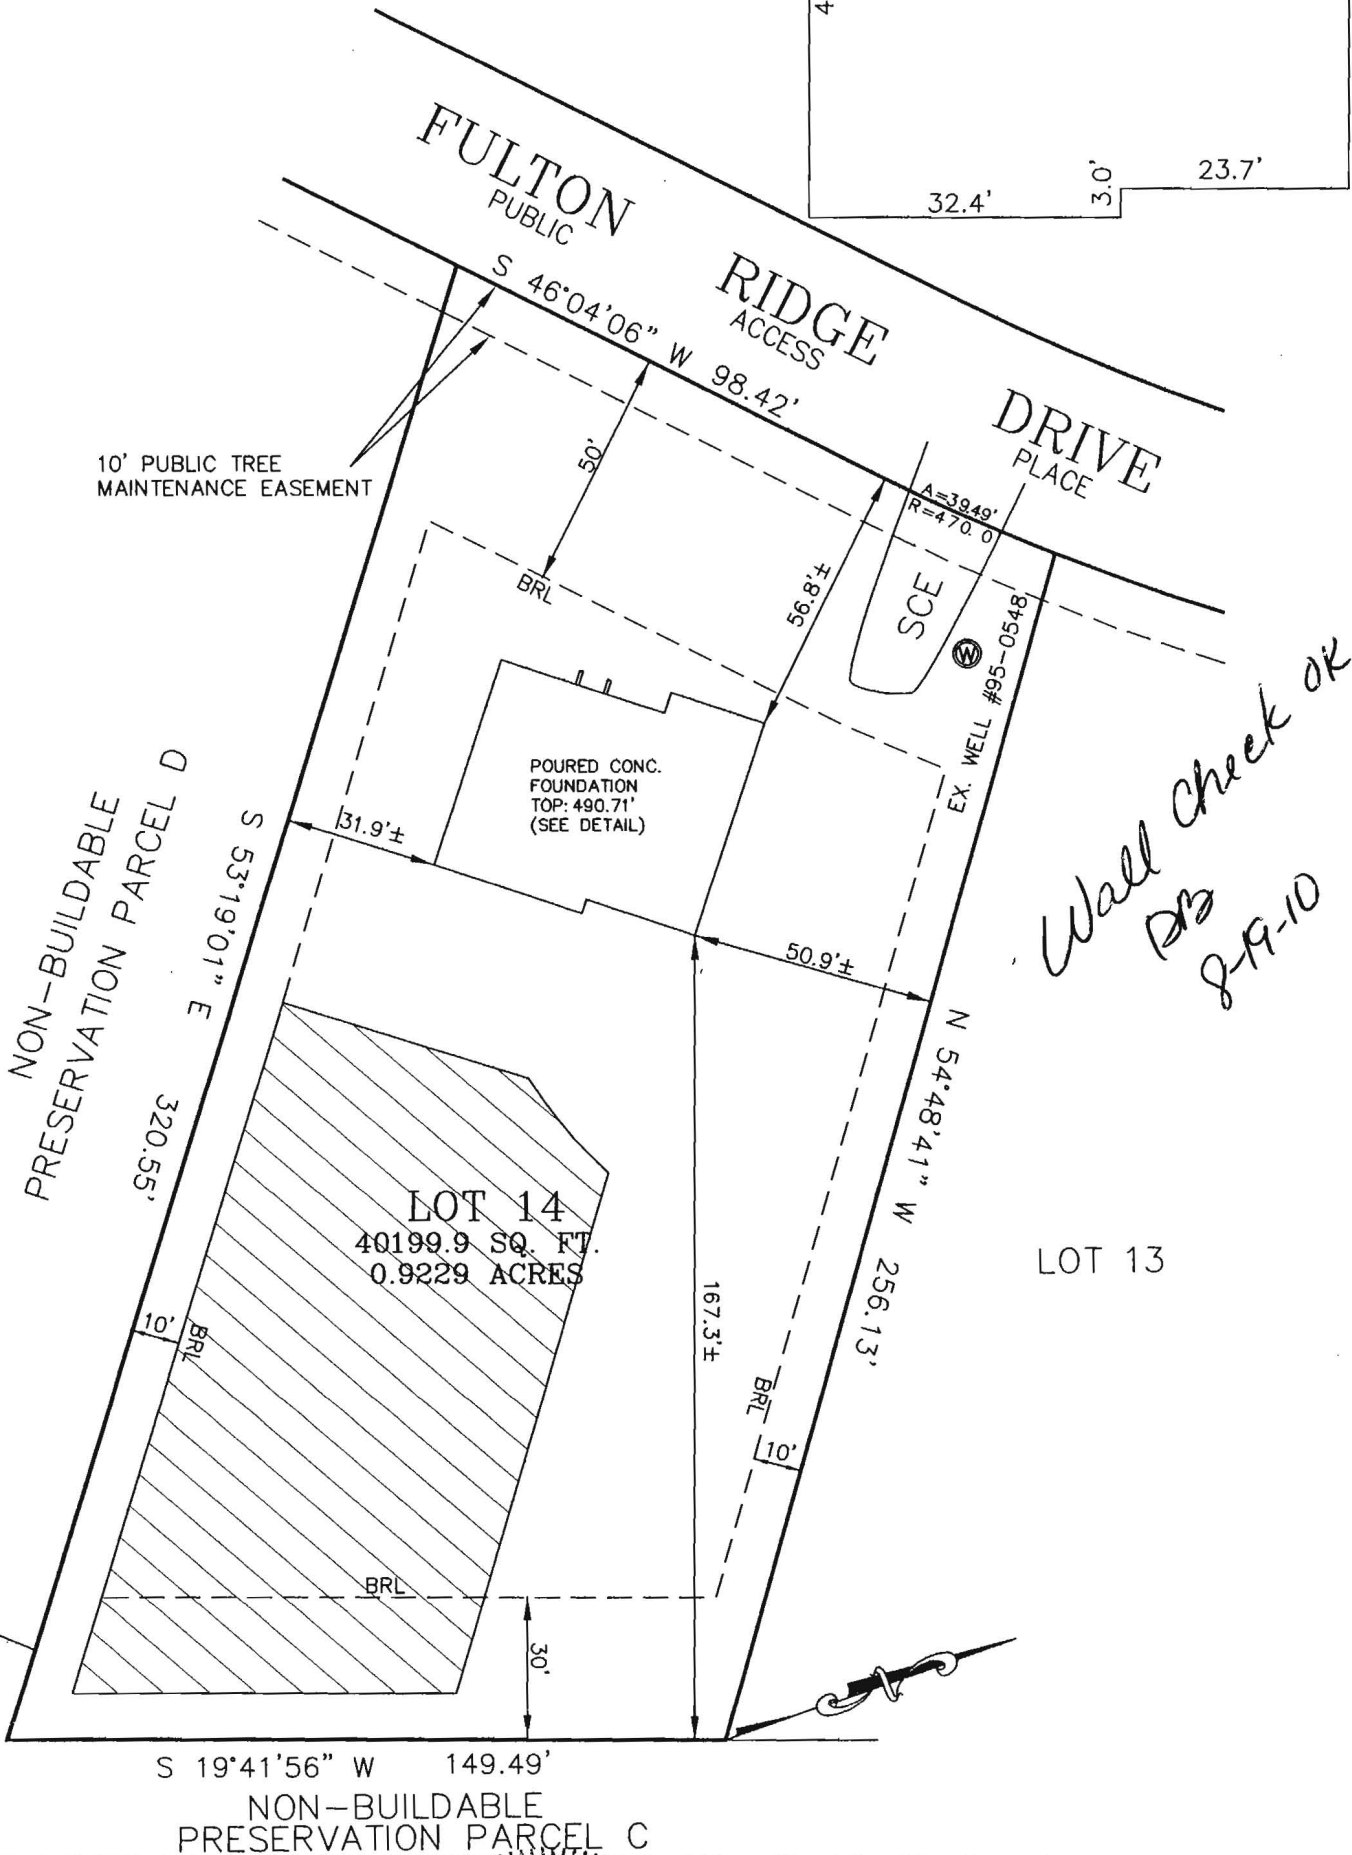 4
3.0'
23.7'
32.4'
FULTON RIDGE DRIVE
PUBLIC ACCESS PLACE
S 46°04'06" W 98.42'
A=39.49'
R=470.0
10' PUBLIC TREE
MAINTENANCE EASEMENT
50'
BRL
56.8'±
SCE
W
EX. WELL #95-0548
POURED CONC.
FOUNDATION
TOP: 490.71'
(SEE DETAIL)
31.9'±
50.9'±
Wall Check OK
DB
8-19-10
NON-BUILDABLE
PRESERVATION PARCEL D
S 53°19'01" E 320.55'
N 54°48'41" W 256.13'
LOT 14
40199.9 SQ. FT.
0.9229 ACRES
LOT 13
167.3'±
10'
BRL
BRL
10'
BRL
30'
S 19°41'56" W 149.49'
NON-BUILDABLE
PRESERVATION PARCEL C